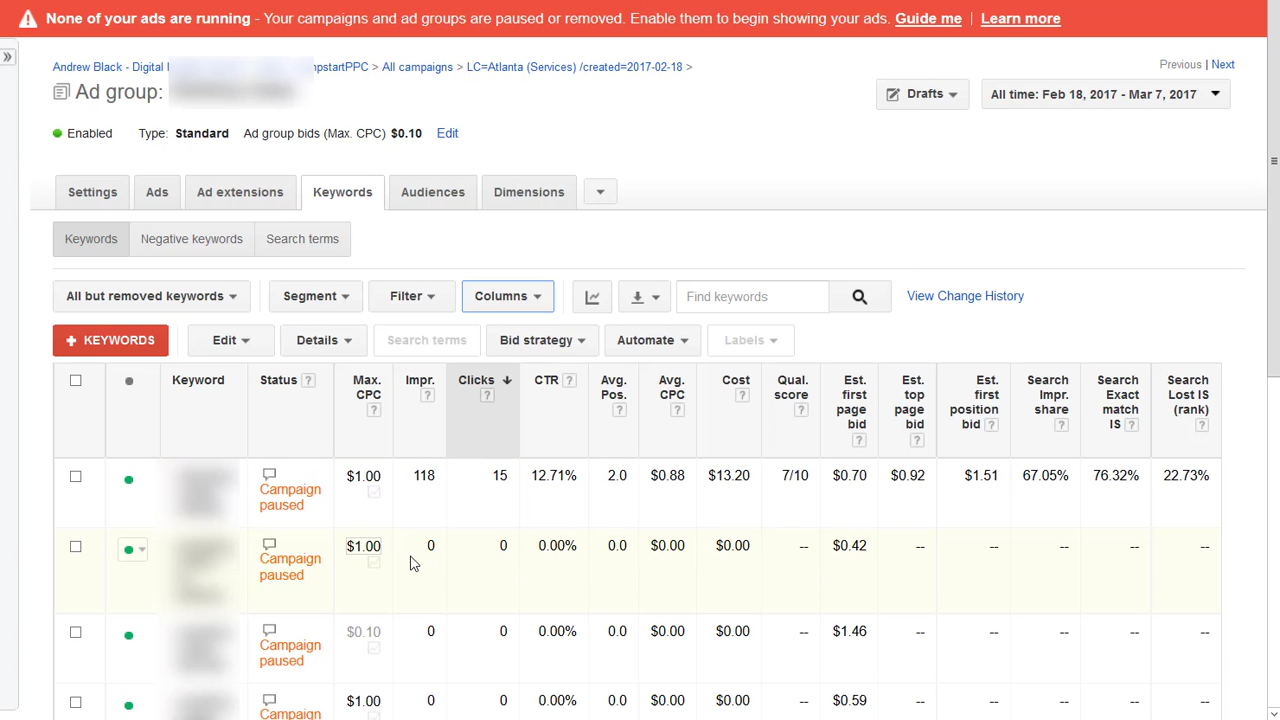 None of your ads are running - Your campaigns and ad groups are paused or removed. Enable them to begin showing your ads. Guide me | Learn more
»
Andrew Black - Digital mpstartPPC > All campaigns > LC=Atlanta (Services) /created=2017-02-18 >
Previous | Next
Ad group:
Drafts
All time: Feb 18, 2017 - Mar 7, 2017
Enabled Type: Standard Ad group bids (Max. CPC) $0.10 Edit
Settings Ads Ad extensions Keywords Audiences Dimensions
Keywords Negative keywords Search terms
All but removed keywords Segment Filter Columns Find keywords View Change History
+ KEYWORDS Edit Details Search terms Bid strategy Automate Labels
Keyword Status ? Max. CPC ? Impr. ? Clicks ? CTR ? Avg. Pos. ? Avg. CPC ? Cost ? Qual. score ? Est. first page bid ? Est. top page bid ? Est. first position bid ? Search Impr. share ? Search Exact match IS ? Search Lost IS (rank) ?
Campaign paused $1.00 118 15 12.71% 2.0 $0.88 $13.20 7/10 $0.70 $0.92 $1.51 67.05% 76.32% 22.73%
Campaign paused $1.00 0 0 0.00% 0.0 $0.00 $0.00 -- $0.42 -- -- -- -- --
Campaign paused $0.10 0 0 0.00% 0.0 $0.00 $0.00 -- $1.46 -- -- -- -- --
Campaign $1.00 0 0 0.00% 0.0 $0.00 $0.00 -- $0.59 -- -- -- -- --